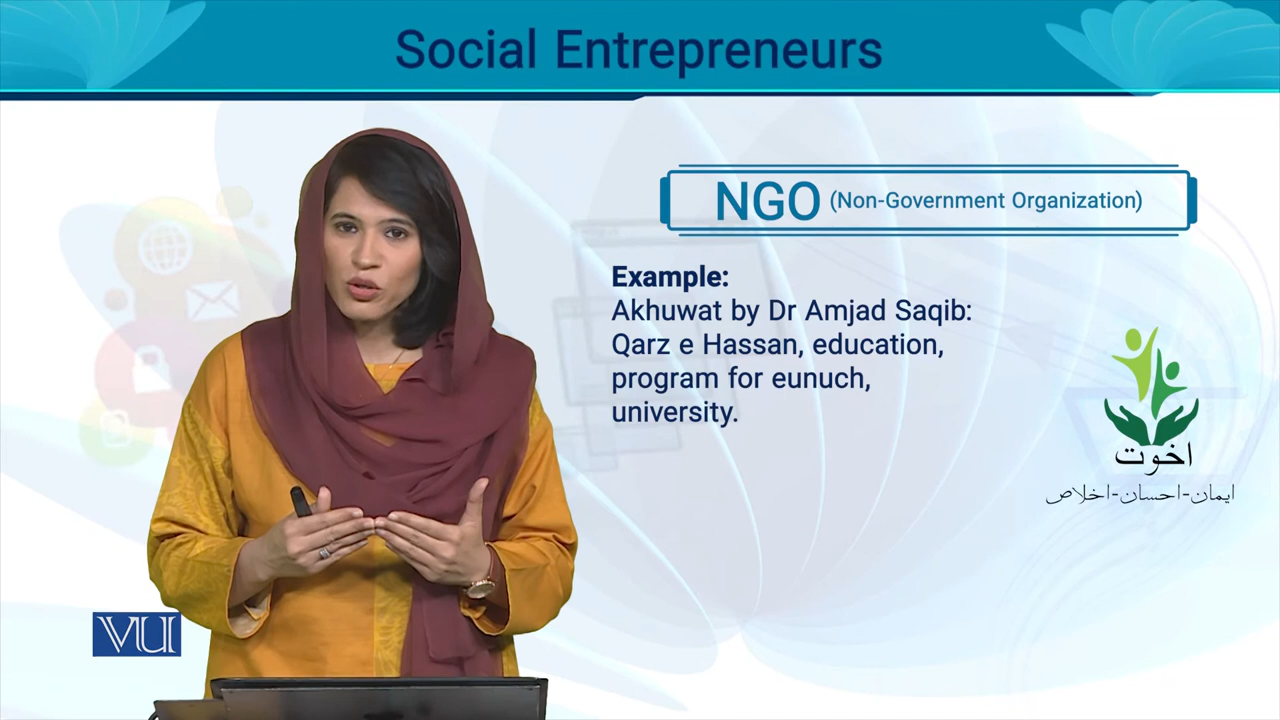 Social Entrepreneurs
NGO (Non-Government Organization)
Example:
Akhuwat by Dr Amjad Saqib:
Qarz e Hassan, education,
program for eunuch,
university.
اخوت
ایمان-احسان-اخلاص
VU